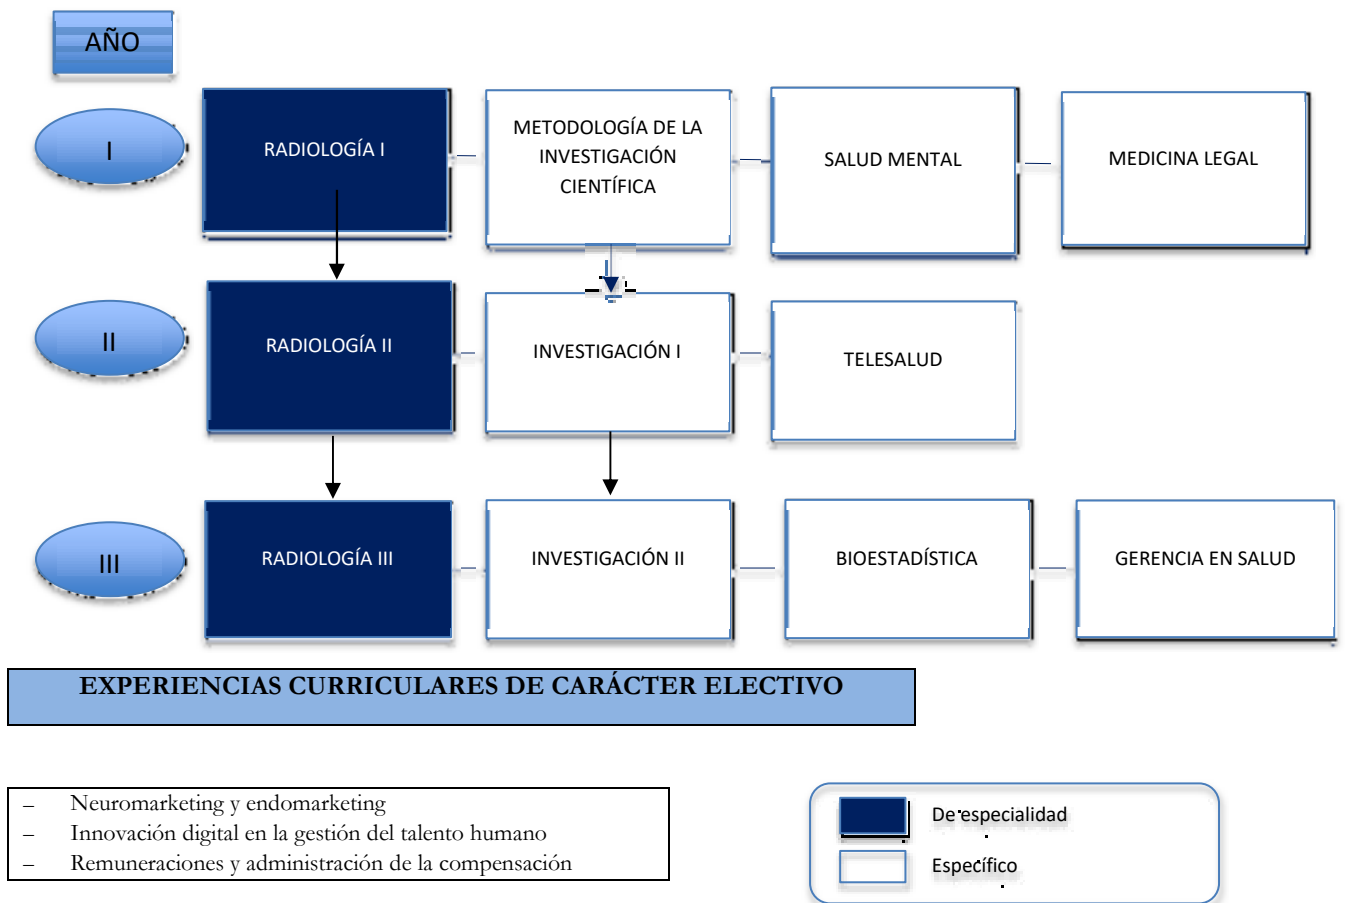 AÑO
I
RADIOLOGÍA I
METODOLOGÍA DE LA
INVESTIGACIÓN
CIENTÍFICA
SALUD MENTAL
MEDICINA LEGAL
II
RADIOLOGÍA II
INVESTIGACIÓN I
TELESALUD
III
RADIOLOGÍA III
INVESTIGACIÓN II
BIOESTADÍSTICA
GERENCIA EN SALUD
EXPERIENCIAS CURRICULARES DE CARÁCTER ELECTIVO
– Neuromarketing y endomarketing
– Innovación digital en la gestión del talento humano
– Remuneraciones y administración de la compensación
De especialidad
Específico